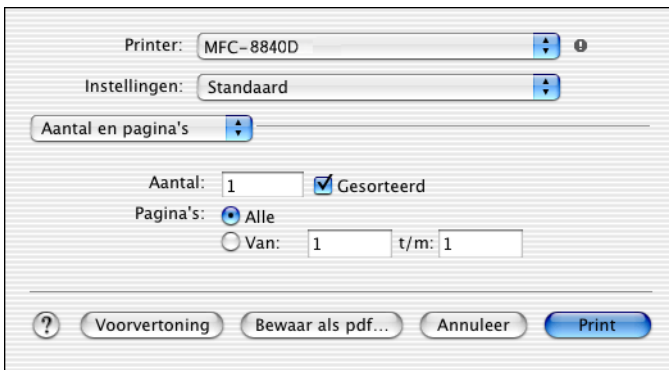 Printer: MFC-8840D
Instellingen: Standaard
Aantal en pagina's
Aantal: 1 Gesorteerd
Pagina's: Alle
Van: 1 t/m: 1
? Voorvertoning Bewaar als pdf... Annuleer Print